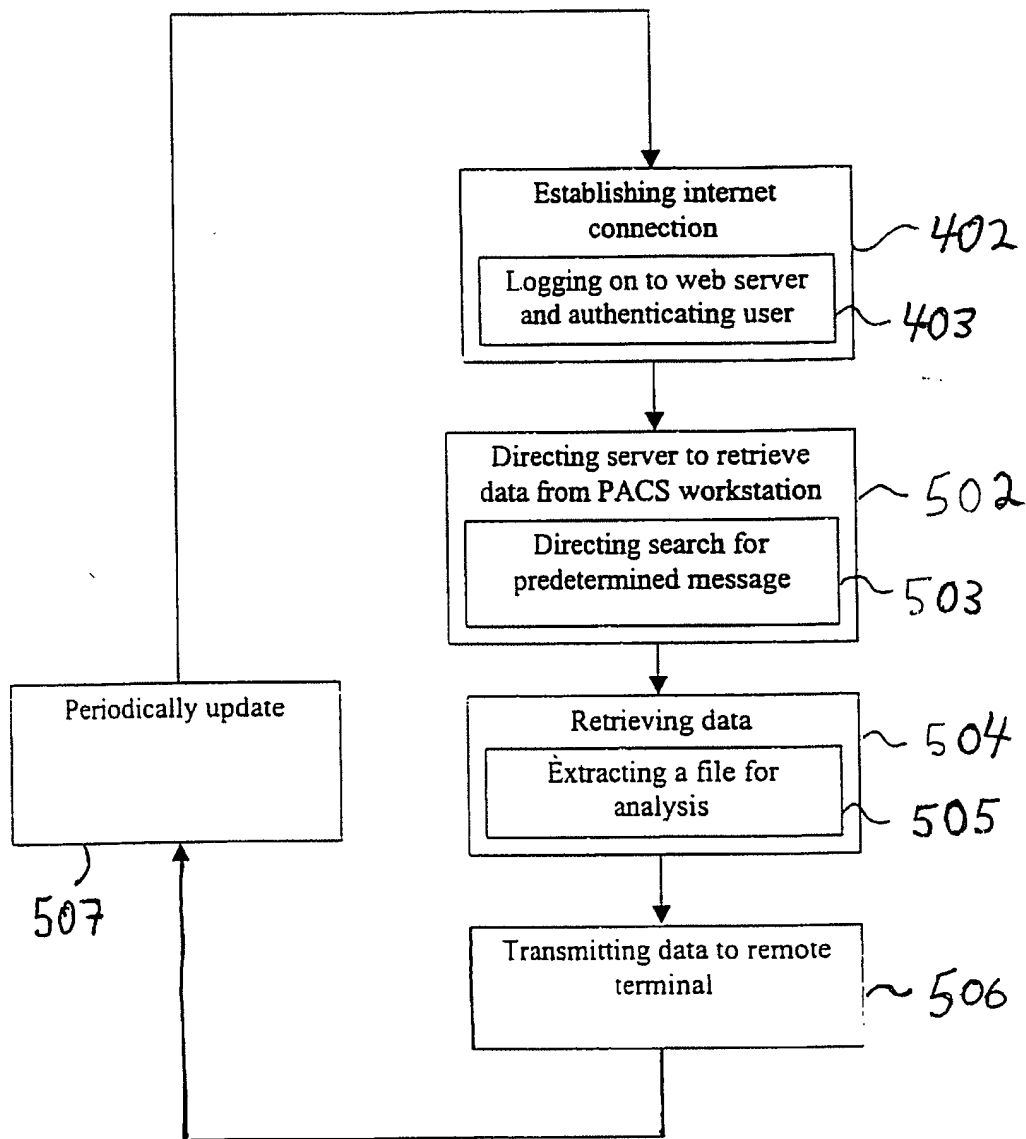 Establishing internet
connection
402
Logging on to web server
and authenticating user
403
Directing server to retrieve
data from PACS workstation
502
Directing search for
predetermined message
503
Retrieving data
504
Extracting a file for
analysis
505
Periodically update
507
Transmitting data to remote
terminal
506